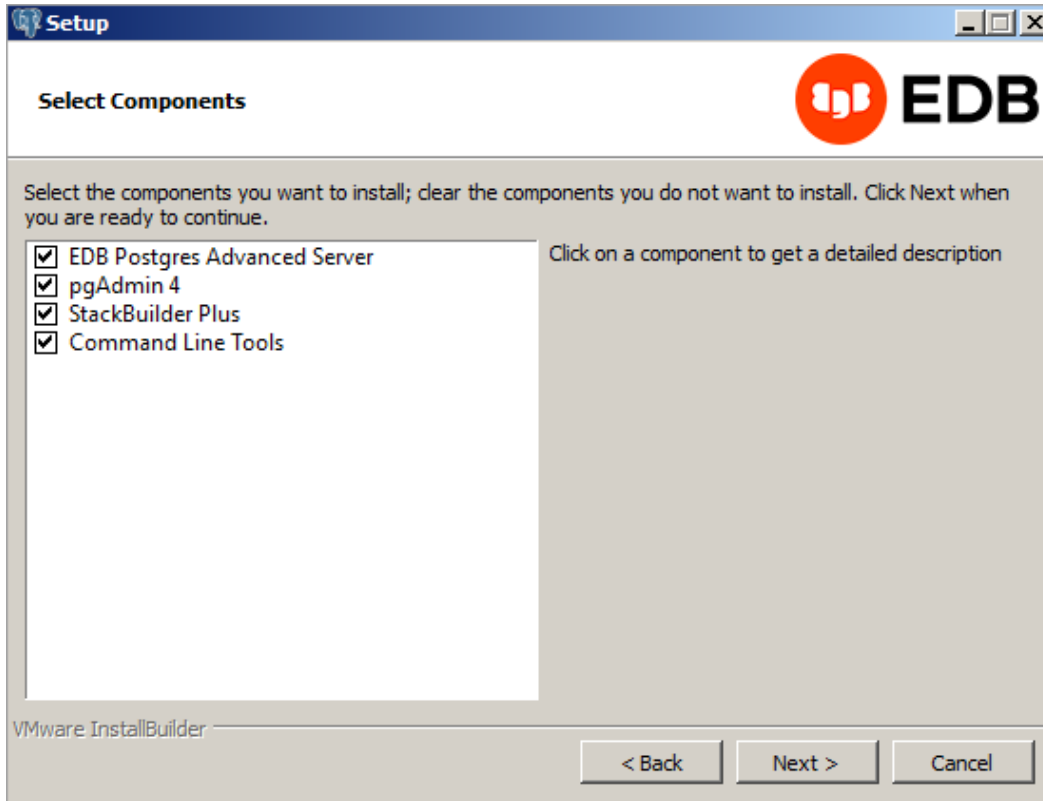 Setup
Select Components
EDB
EDB
Select the components you want to install; clear the components you do not want to install. Click Next when
you are ready to continue.
EDB Postgres Advanced Server
pgAdmin 4
StackBuilder Plus
Command Line Tools
Click on a component to get a detailed description
VMware InstallBuilder
< Back
Next >
Cancel